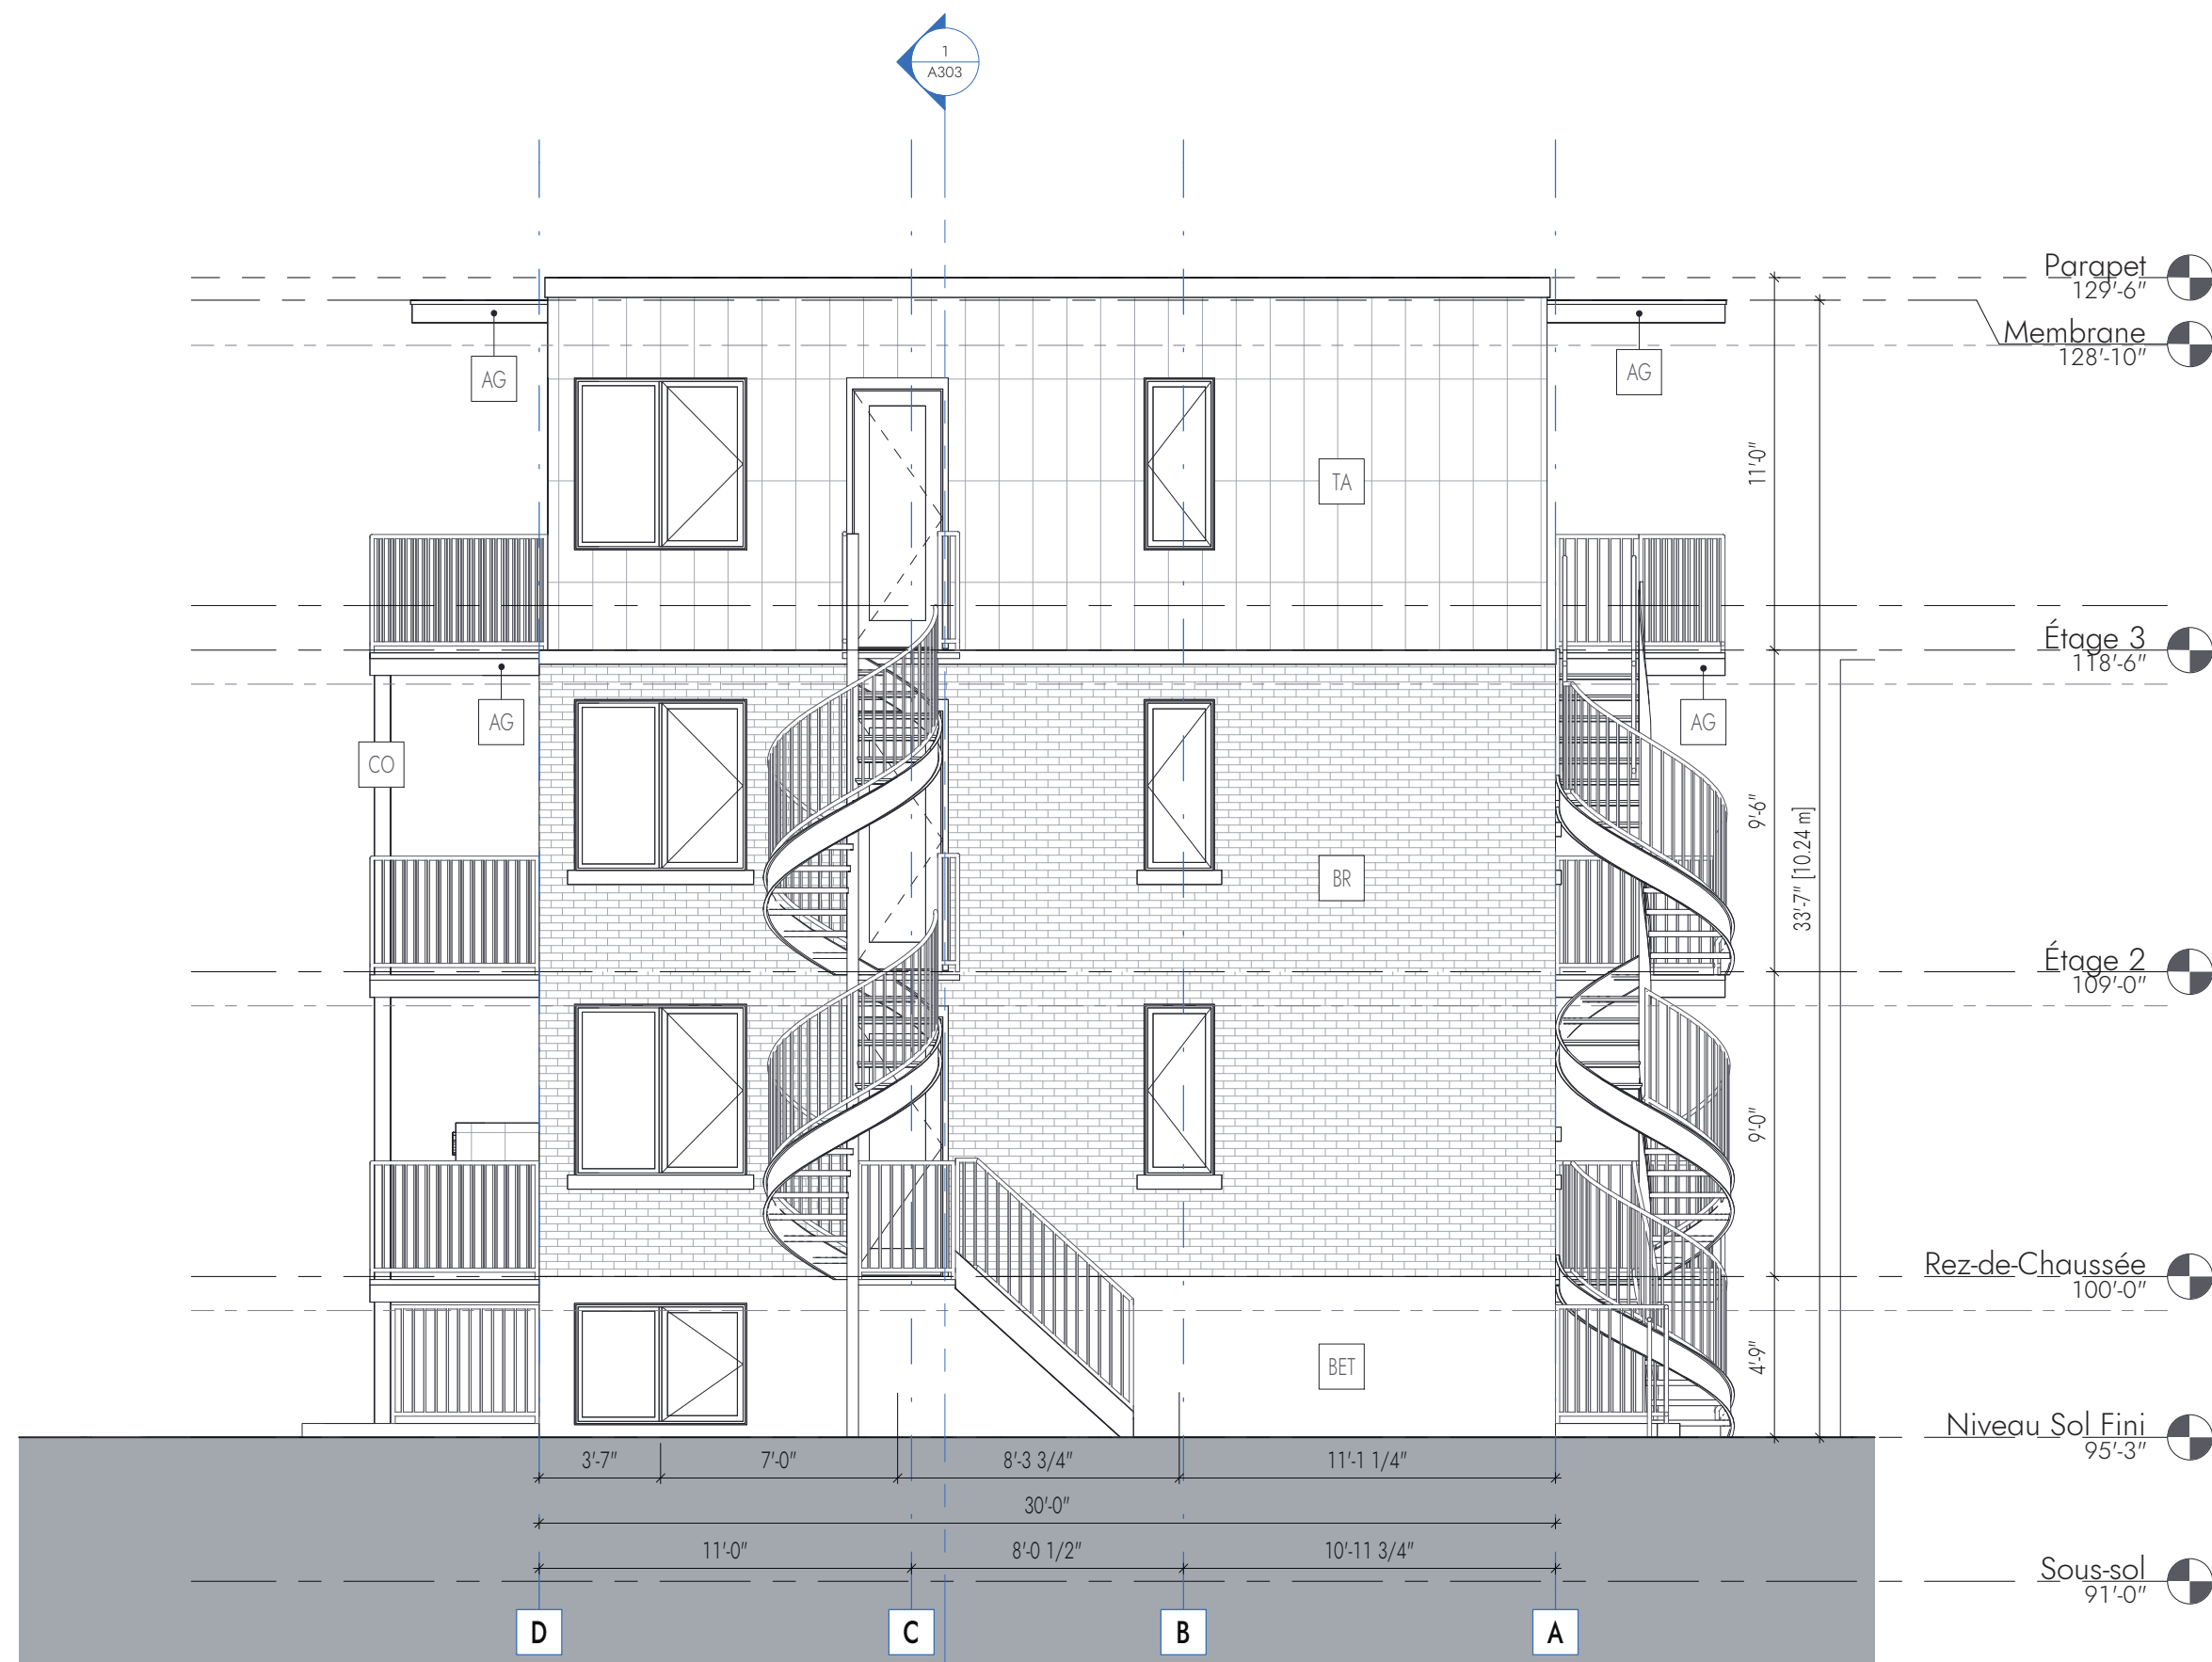 1
A303
Parapet
129'-6"
Membrane
128'-10"
AG
AG
11'-0"
TA
Étage 3
118'-6"
AG
AG
CO
9'-6"
33'-7" [10.24 m]
BR
Étage 2
109'-0"
9'-0"
Rez-de-Chaussée
100'-0"
4'-9"
BET
Niveau Sol Fini
95'-3"
3'-7" 7'-0" 8'-3 3/4" 11'-1 1/4"
30'-0"
11'-0" 8'-0 1/2" 10'-11 3/4"
Sous-sol
91'-0"
D C B A